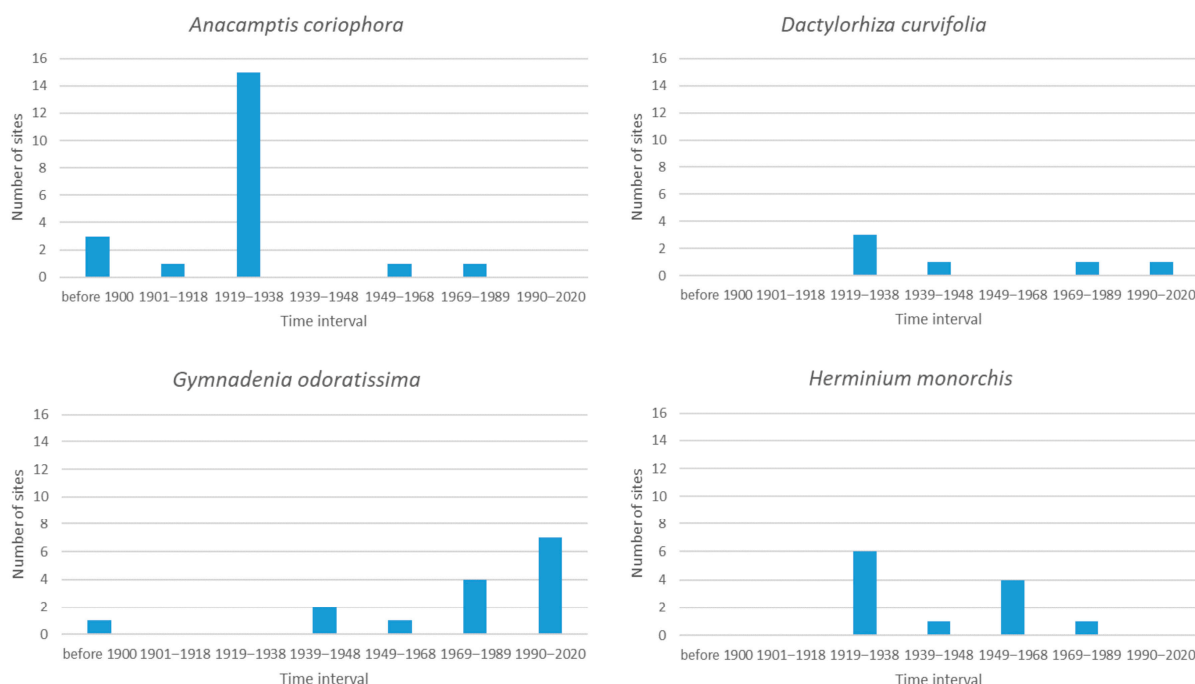 Anacamptis coriophora
16
14
12
10
8
6
4
2
0
Number of sites
before 1900 1901–1918 1919–1938 1939–1948 1949–1968 1969–1989 1990–2020
Time interval
Dactylorhiza curvifolia
16
14
12
10
8
6
4
2
0
Number of sites
before 1900 1901–1918 1919–1938 1939–1948 1949–1968 1969–1989 1990–2020
Time interval
Gymnadenia odoratissima
16
14
12
10
8
6
4
2
0
Number of sites
before 1900 1901–1918 1919–1938 1939–1948 1949–1968 1969–1989 1990–2020
Time interval
Herminium monorchis
16
14
12
10
8
6
4
2
0
Number of sites
before 1900 1901–1918 1919–1938 1939–1948 1949–1968 1969–1989 1990–2020
Time interval